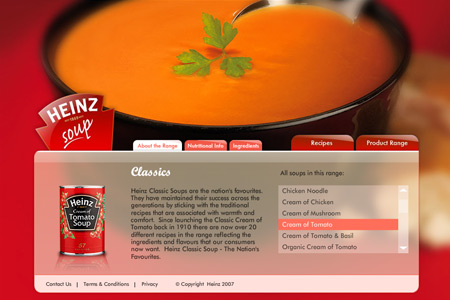 HEINZ
soup
About the Range
Nutritional Info
Ingredients
Recipes
Product Range
Classics
Heinz Classic Soups are the nation's favourites.
They have maintained their success across the
generations by sticking with the traditional
recipes that are associated with warmth and
comfort. Since launching the Classic Cream of
Tomato back in 1910 there are now over 20
different recipes in the range reflecting the
ingredients and flavours that our consumers
now want. Heinz Classic Soup - The Nation's
Favourites.
All soups in this range:
Chicken Noodle
Cream of Chicken
Cream of Mushroom
Cream of Tomato
Cream of Tomato & Basil
Organic Cream of Tomato
Heinz
Cream of
Tomato
Soup
57
Contact Us | Terms & Conditions | Privacy © Copyright Heinz 2007